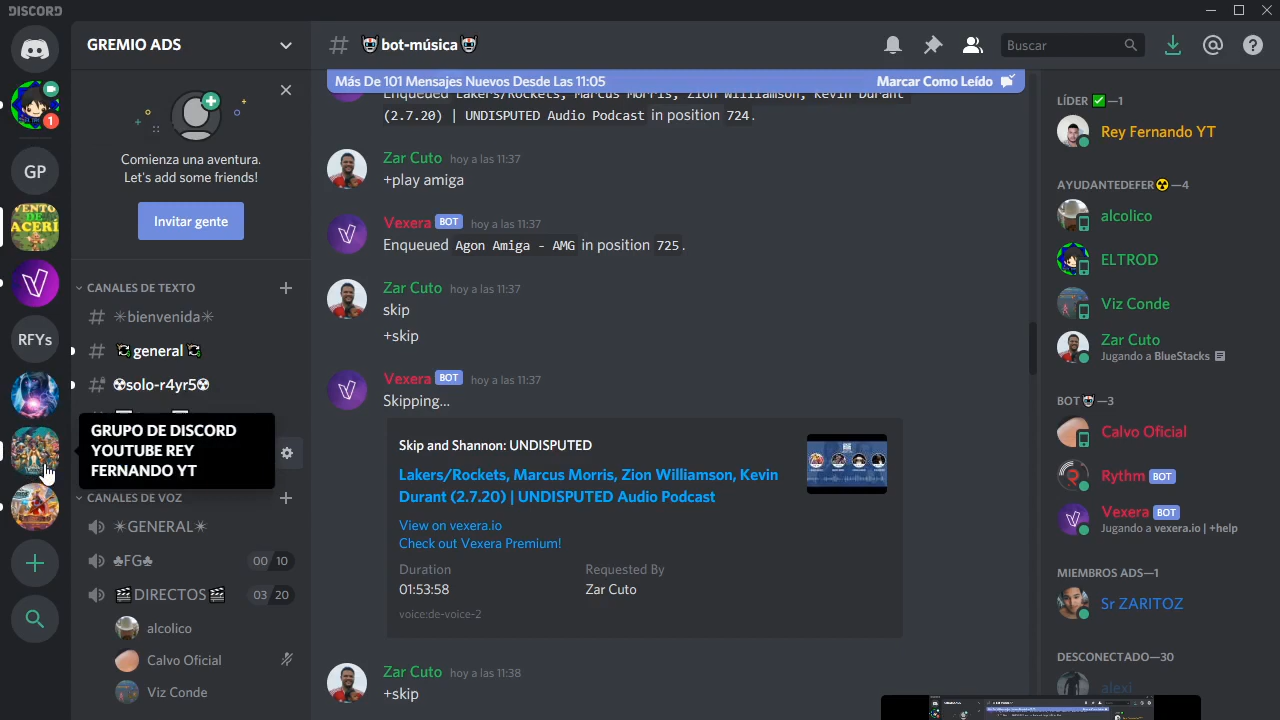 DISCORD
GREMIO ADS
bot-música
Buscar
Más De 101 Mensajes Nuevos Desde Las 11:05
Marcar Como Leído
1
GP
VENTO
DE
ACERÍ
RFYs
Comienza una aventura.
Let's add some friends!
Invitar gente
CANALES DE TEXTO
✳bienvenida✳
general
☢solo-r4yr5☢
GRUPO DE DISCORD
YOUTUBE REY
FERNANDO YT
CANALES DE VOZ
✳GENERAL✳
♣FG♣
00 10
🎬DIRECTOS🎬
03 20
alcolico
Calvo Oficial
Viz Conde
Enqueued Lakers/Rockets, Marcus Morris, Zion Williamson, Kevin Durant
(2.7.20) | UNDISPUTED Audio Podcast in position 724.
Zar Cuto hoy a las 11:37
+play amiga
Vexera BOT hoy a las 11:37
Enqueued Agon Amiga - AMG in position 725.
Zar Cuto hoy a las 11:37
skip
+skip
Vexera BOT hoy a las 11:37
Skipping...
Skip and Shannon: UNDISPUTED
Lakers/Rockets, Marcus Morris, Zion Williamson, Kevin
Durant (2.7.20) | UNDISPUTED Audio Podcast
View on vexera.io
Check out Vexera Premium!
Duration
Requested By
01:53:58
Zar Cuto
voice:de-voice-2
Zar Cuto hoy a las 11:38
+skip
LÍDER ✅—1
Rey Fernando YT
AYUDANTEDEFER☢—4
alcolico
ELTROD
Viz Conde
Zar Cuto
Jugando a BlueStacks
BOT—3
Calvo Oficial
Rythm BOT
Vexera BOT
Jugando a vexera.io | +help
MIEMBROS ADS—1
Sr ZARITOZ
DESCONECTADO—30
alexi